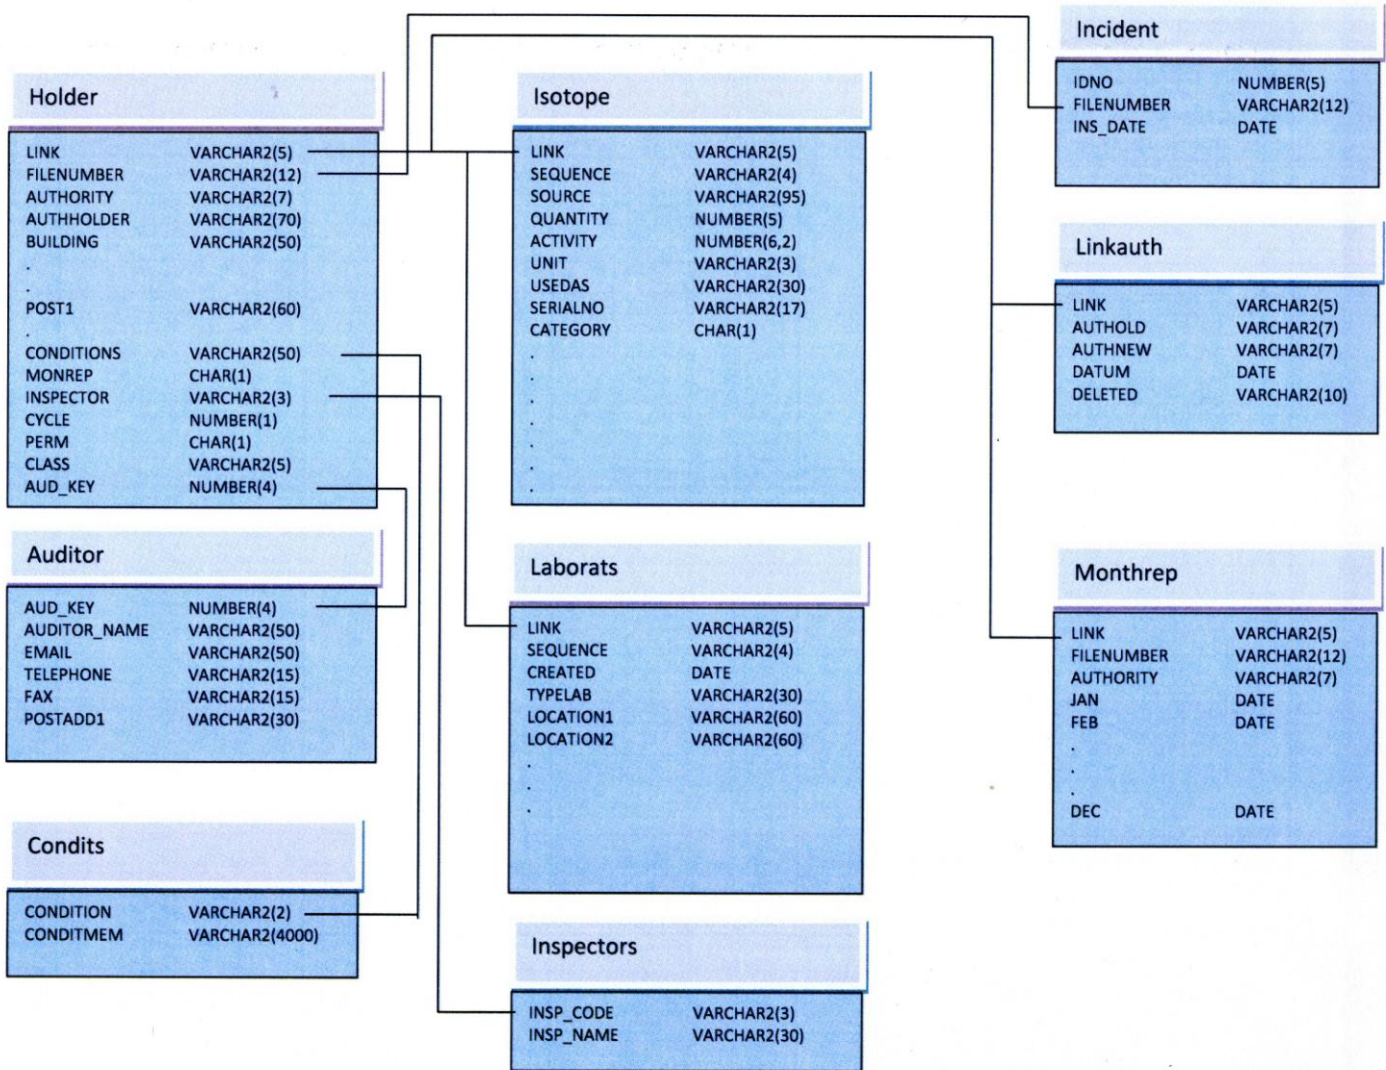 Holder
LINK VARCHAR2(5)
FILENUMBER VARCHAR2(12)
AUTHORITY VARCHAR2(7)
AUTHHOLDER VARCHAR2(70)
BUILDING VARCHAR2(50)
.
.
POST1 VARCHAR2(60)
.
CONDITIONS VARCHAR2(50)
MONREP CHAR(1)
INSPECTOR VARCHAR2(3)
CYCLE NUMBER(1)
PERM CHAR(1)
CLASS VARCHAR2(5)
AUD_KEY NUMBER(4)
Auditor
AUD_KEY NUMBER(4)
AUDITOR_NAME VARCHAR2(50)
EMAIL VARCHAR2(50)
TELEPHONE VARCHAR2(15)
FAX VARCHAR2(15)
POSTADD1 VARCHAR2(30)
Condits
CONDITION VARCHAR2(2)
CONDITMEM VARCHAR2(4000)
Isotope
LINK VARCHAR2(5)
SEQUENCE VARCHAR2(4)
SOURCE VARCHAR2(95)
QUANTITY NUMBER(5)
ACTIVITY NUMBER(6,2)
UNIT VARCHAR2(3)
USEDAS VARCHAR2(30)
SERIALNO VARCHAR2(17)
CATEGORY CHAR(1)
.
.
.
.
.
.
.
Laborats
LINK VARCHAR2(5)
SEQUENCE VARCHAR2(4)
CREATED DATE
TYPELAB VARCHAR2(30)
LOCATION1 VARCHAR2(60)
LOCATION2 VARCHAR2(60)
.
.
.
Inspectors
INSP_CODE VARCHAR2(3)
INSP_NAME VARCHAR2(30)
Incident
IDNO NUMBER(5)
FILENUMBER VARCHAR2(12)
INS_DATE DATE
Linkauth
LINK VARCHAR2(5)
AUTHOLD VARCHAR2(7)
AUTHNEW VARCHAR2(7)
DATUM DATE
DELETED VARCHAR2(10)
Monthrep
LINK VARCHAR2(5)
FILENUMBER VARCHAR2(12)
AUTHORITY VARCHAR2(7)
JAN DATE
FEB DATE
.
.
.
DEC DATE